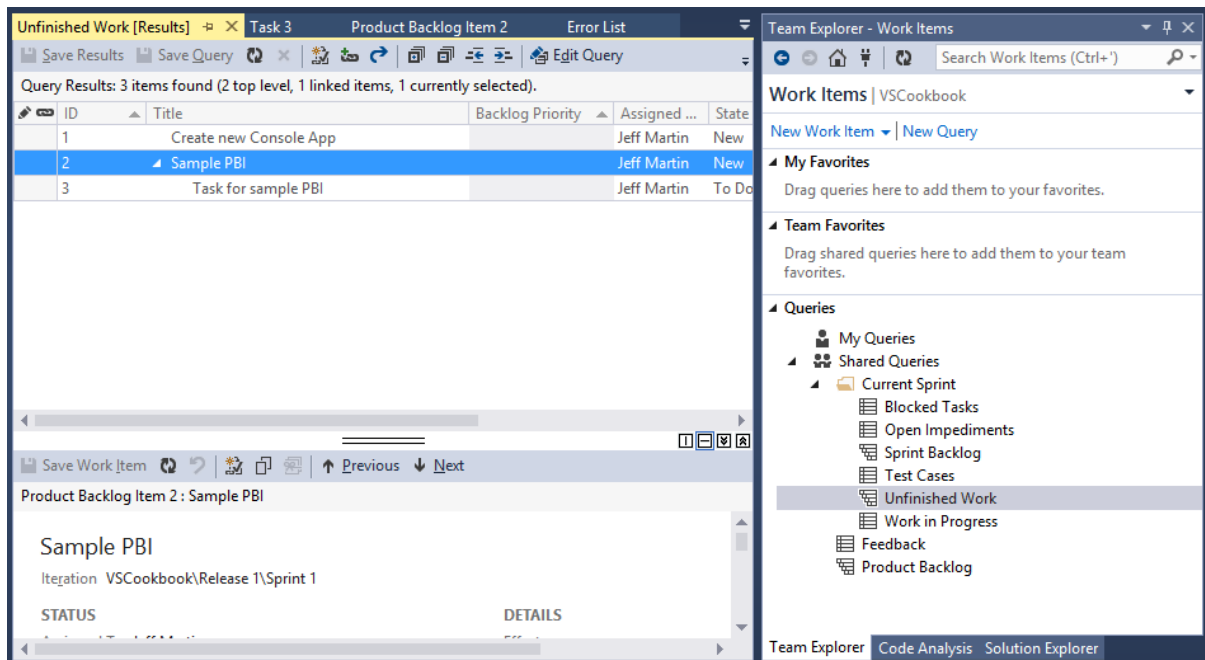 Unfinished Work [Results] Task 3 Product Backlog Item 2 Error List
Save Results Save Query Edit Query
Query Results: 3 items found (2 top level, 1 linked items, 1 currently selected).
ID Title Backlog Priority Assigned ... State
1 Create new Console App Jeff Martin New
2 Sample PBI Jeff Martin New
3 Task for sample PBI Jeff Martin To Do
Save Work Item Previous Next
Product Backlog Item 2 : Sample PBI
Sample PBI
Iteration VSCookbook\Release 1\Sprint 1
STATUS DETAILS
Team Explorer - Work Items
Search Work Items (Ctrl+')
Work Items | VSCookbook
New Work Item New Query
My Favorites
Drag queries here to add them to your favorites.
Team Favorites
Drag shared queries here to add them to your team
favorites.
Queries
My Queries
Shared Queries
Current Sprint
Blocked Tasks
Open Impediments
Sprint Backlog
Test Cases
Unfinished Work
Work in Progress
Feedback
Product Backlog
Team Explorer Code Analysis Solution Explorer